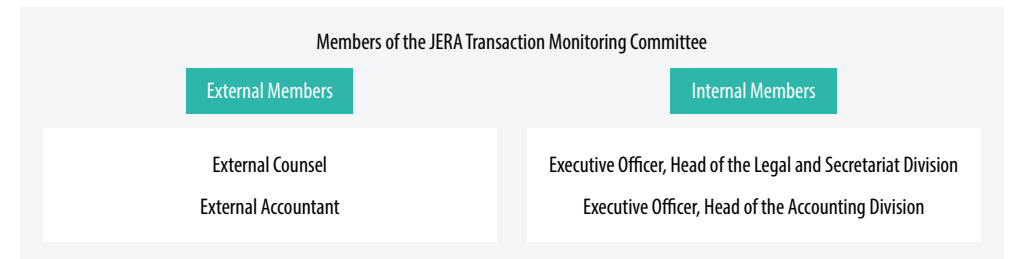 Members of the JERA Transaction Monitoring Committee
External Members
External Counsel
External Accountant
Internal Members
Executive Officer, Head of the Legal and Secretariat Division
Executive Officer, Head of the Accounting Division